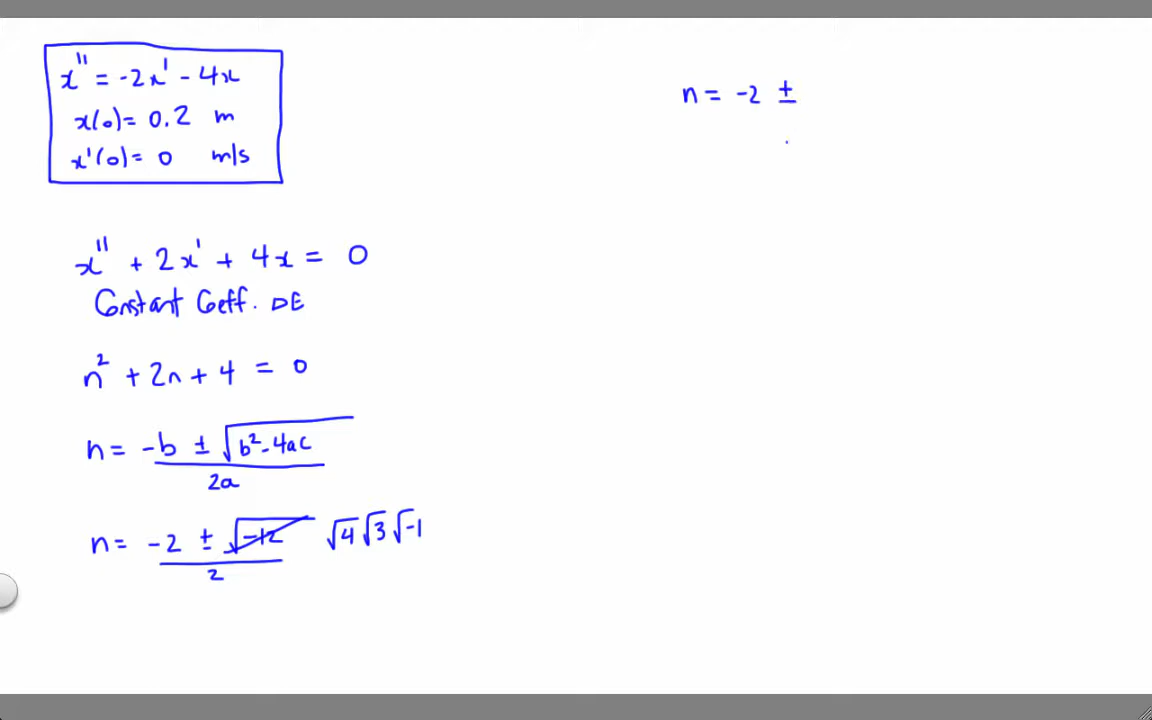 x'' = -2x' - 4x
x(0) = 0.2 m
x'(0) = 0 m/s
x'' + 2x' + 4x = 0
Constant Coeff. DE
n² + 2n + 4 = 0
n = -b ± √b² - 4ac
2a
n = -2 ± √-12 √4 √3 √-1
2
n = -2 ±